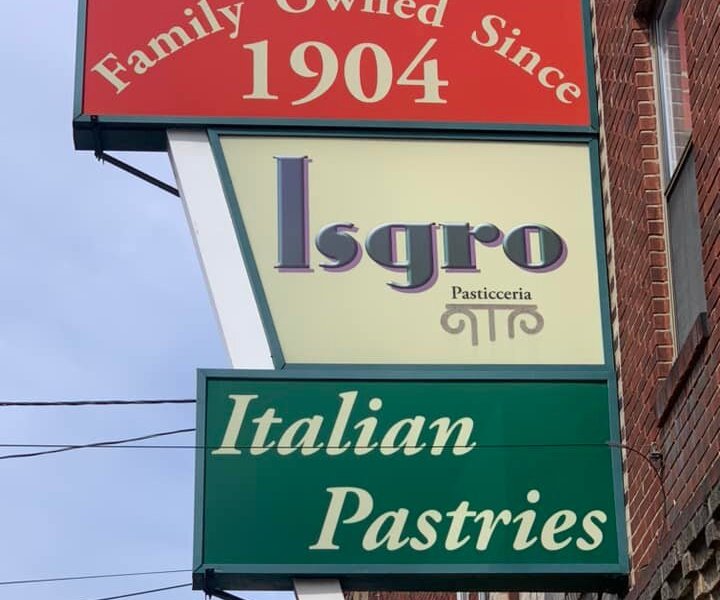 Family Owned Since
1904
Isgro
Pasticceria
Italian
Pastries